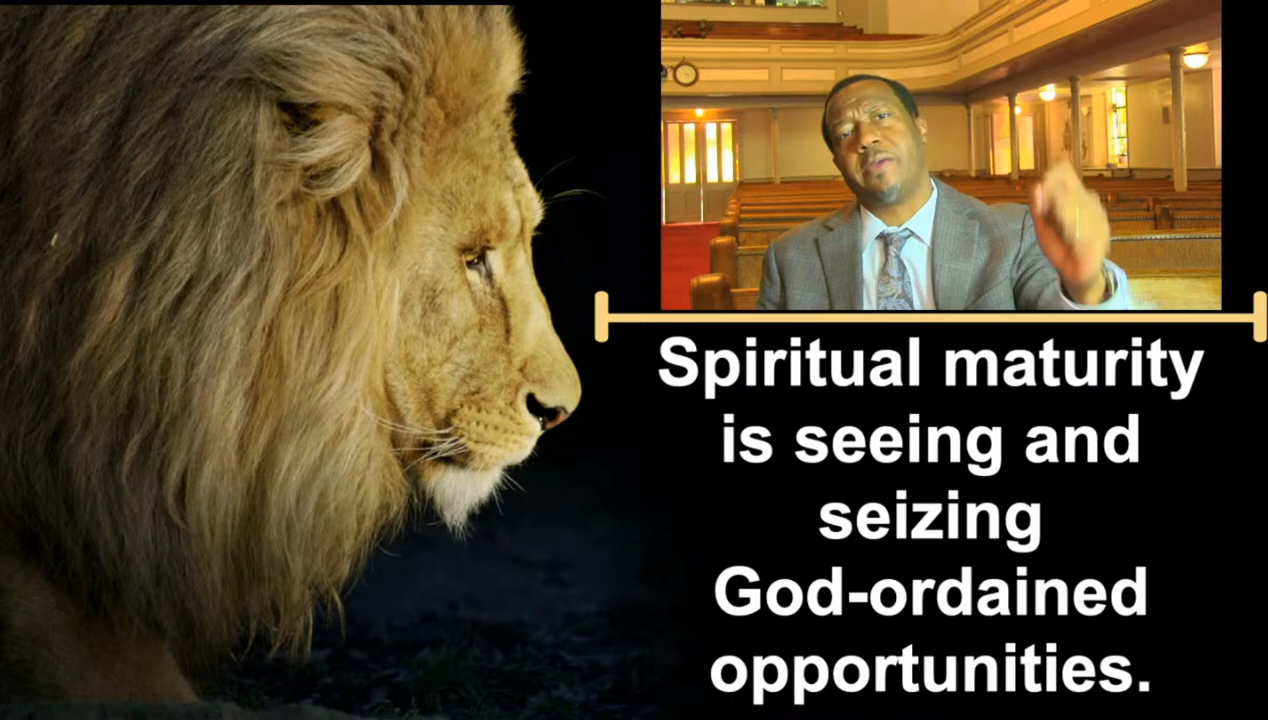 Spiritual maturity
is seeing and
seizing
God-ordained
opportunities.